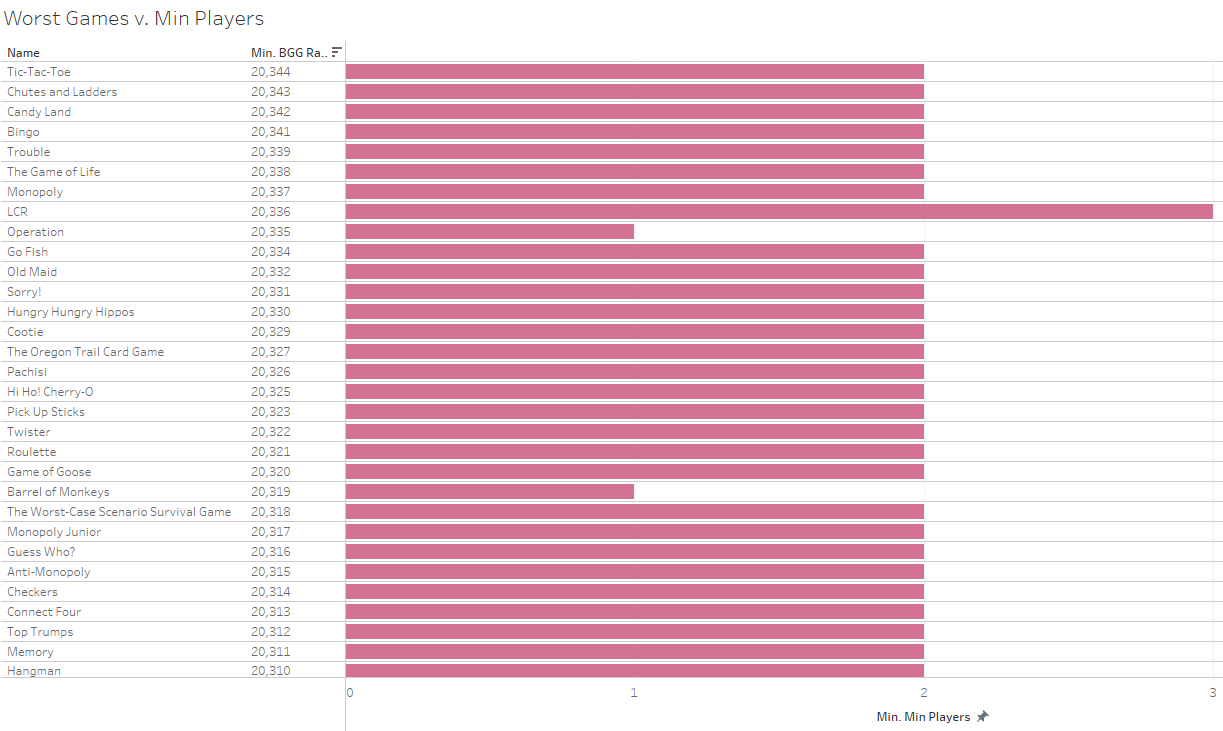 Worst Games v. Min Players
Name Min. BGG Ra..
Tic-Tac-Toe 20,344
Chutes and Ladders 20,343
Candy Land 20,342
Bingo 20,341
Trouble 20,339
The Game of Life 20,338
Monopoly 20,337
LCR 20,336
Operation 20,335
Go Fish 20,334
Old Maid 20,332
Sorry! 20,331
Hungry Hungry Hippos 20,330
Cootie 20,329
The Oregon Trail Card Game 20,327
Pachisi 20,326
Hi Ho! Cherry-O 20,325
Pick Up Sticks 20,323
Twister 20,322
Roulette 20,321
Game of Goose 20,320
Barrel of Monkeys 20,319
The Worst-Case Scenario Survival Game 20,318
Monopoly Junior 20,317
Guess Who? 20,316
Anti-Monopoly 20,315
Checkers 20,314
Connect Four 20,313
Top Trumps 20,312
Memory 20,311
Hangman 20,310
0 1 2 3
Min. Min Players